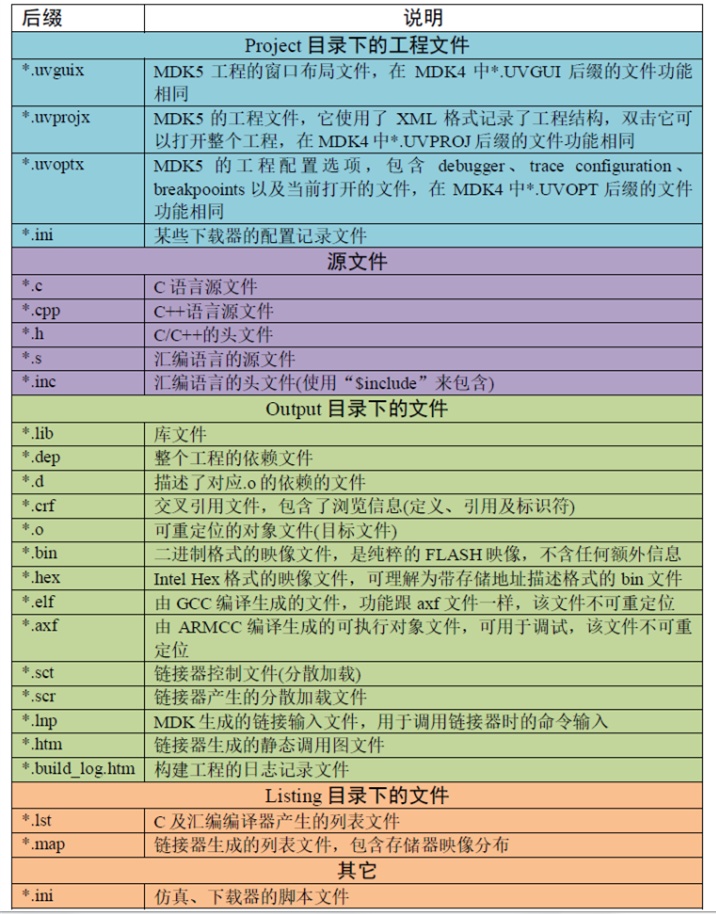 后缀 说明
Project 目录下的工程文件
*.uvguix MDK5 工程的窗口布局文件，在 MDK4 中*.UVGUI 后缀的文件功能
相同
*.uvprojx MDK5 的工程文件，它使用了 XML 格式记录了工程结构，双击它可
以打开整个工程，在 MDK4 中*.UVPROJ 后缀的文件功能相同
*.uvoptx MDK5 的工程配置选项，包含 debugger、trace configuration、
breakpooints 以及当前打开的文件，在 MDK4 中*.UVOPT 后缀的文件
功能相同
*.ini 某些下载器的配置记录文件
源文件
*.c C 语言源文件
*.cpp C++语言源文件
*.h C/C++的头文件
*.s 汇编语言的源文件
*.inc 汇编语言的头文件(使用“$include”来包含)
Output 目录下的文件
*.lib 库文件
*.dep 整个工程的依赖文件
*.d 描述了对应.o 的依赖的文件
*.crf 交叉引用文件，包含了浏览信息(定义、引用及标识符)
*.o 可重定位的对象文件(目标文件)
*.bin 二进制格式的映像文件，是纯粹的 FLASH 映像，不含任何额外信息
*.hex Intel Hex 格式的映像文件，可理解为带存储地址描述格式的 bin 文件
*.elf 由 GCC 编译生成的文件，功能跟 axf 文件一样，该文件不可重定位
*.axf 由 ARMCC 编译生成的可执行对象文件，可用于调试，该文件不可重
定位
*.sct 链接器控制文件(分散加载)
*.scr 链接器产生的分散加载文件
*.lnp MDK 生成的链接输入文件，用于调用链接器时的命令输入
*.htm 链接器生成的静态调用图文件
*.build_log.htm 构建工程的日志记录文件
Listing 目录下的文件
*.lst C 及汇编编译器产生的列表文件
*.map 链接器生成的列表文件，包含存储器映像分布
其它
*.ini 仿真、下载器的脚本文件